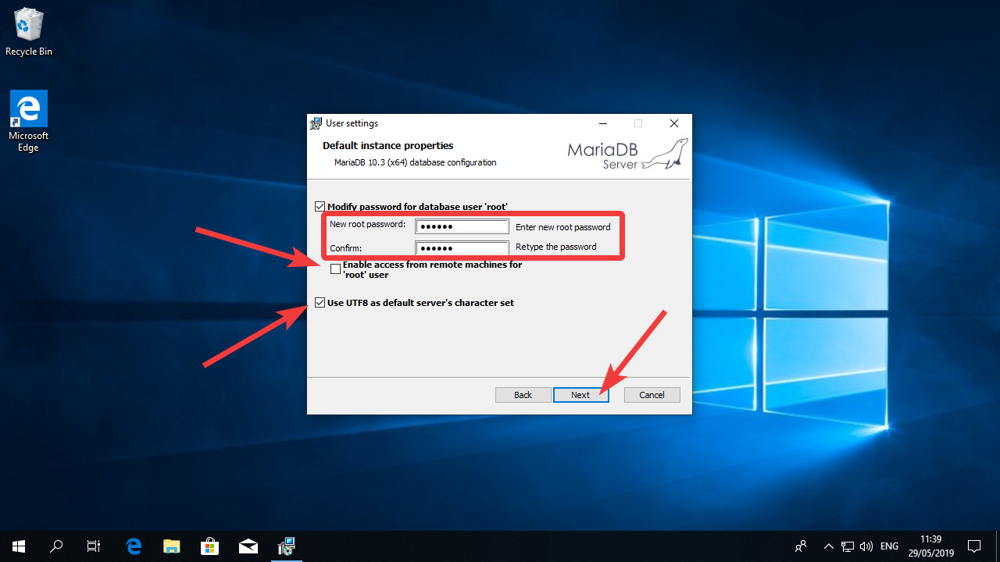 Recycle Bin
Microsoft
Edge
User settings
Default instance properties
MariaDB 10.3 (x64) database configuration
MariaDB
Server
Modify password for database user 'root'
New root password: ●●●●●● Enter new root password
Confirm: ●●●●●● Retype the password
Enable access from remote machines for
'root' user
Use UTF8 as default server's character set
Back Next Cancel
ENG
11:39
29/05/2019